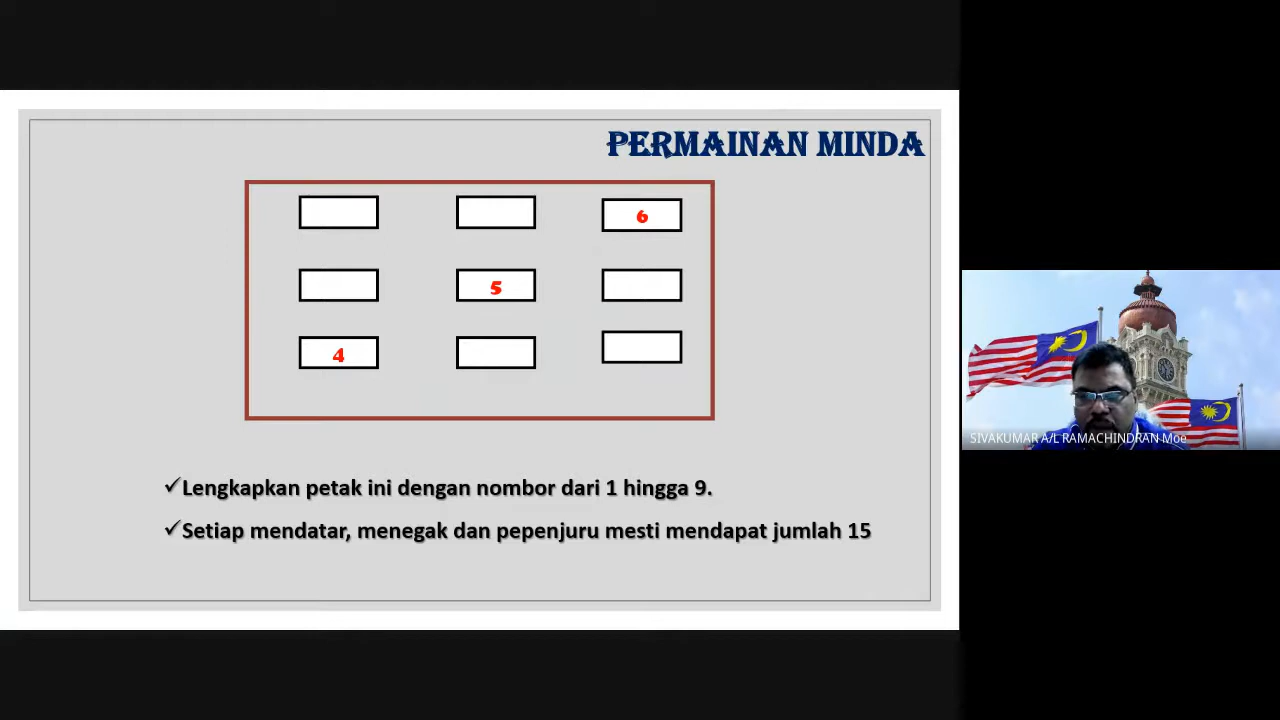 PERMAINAN MINDA
6
5
4
✓Lengkapkan petak ini dengan nombor dari 1 hingga 9.
✓Setiap mendatar, menegak dan pepenjuru mesti mendapat jumlah 15
SIVAKUMAR A/L RAMACHINDRAN Moe